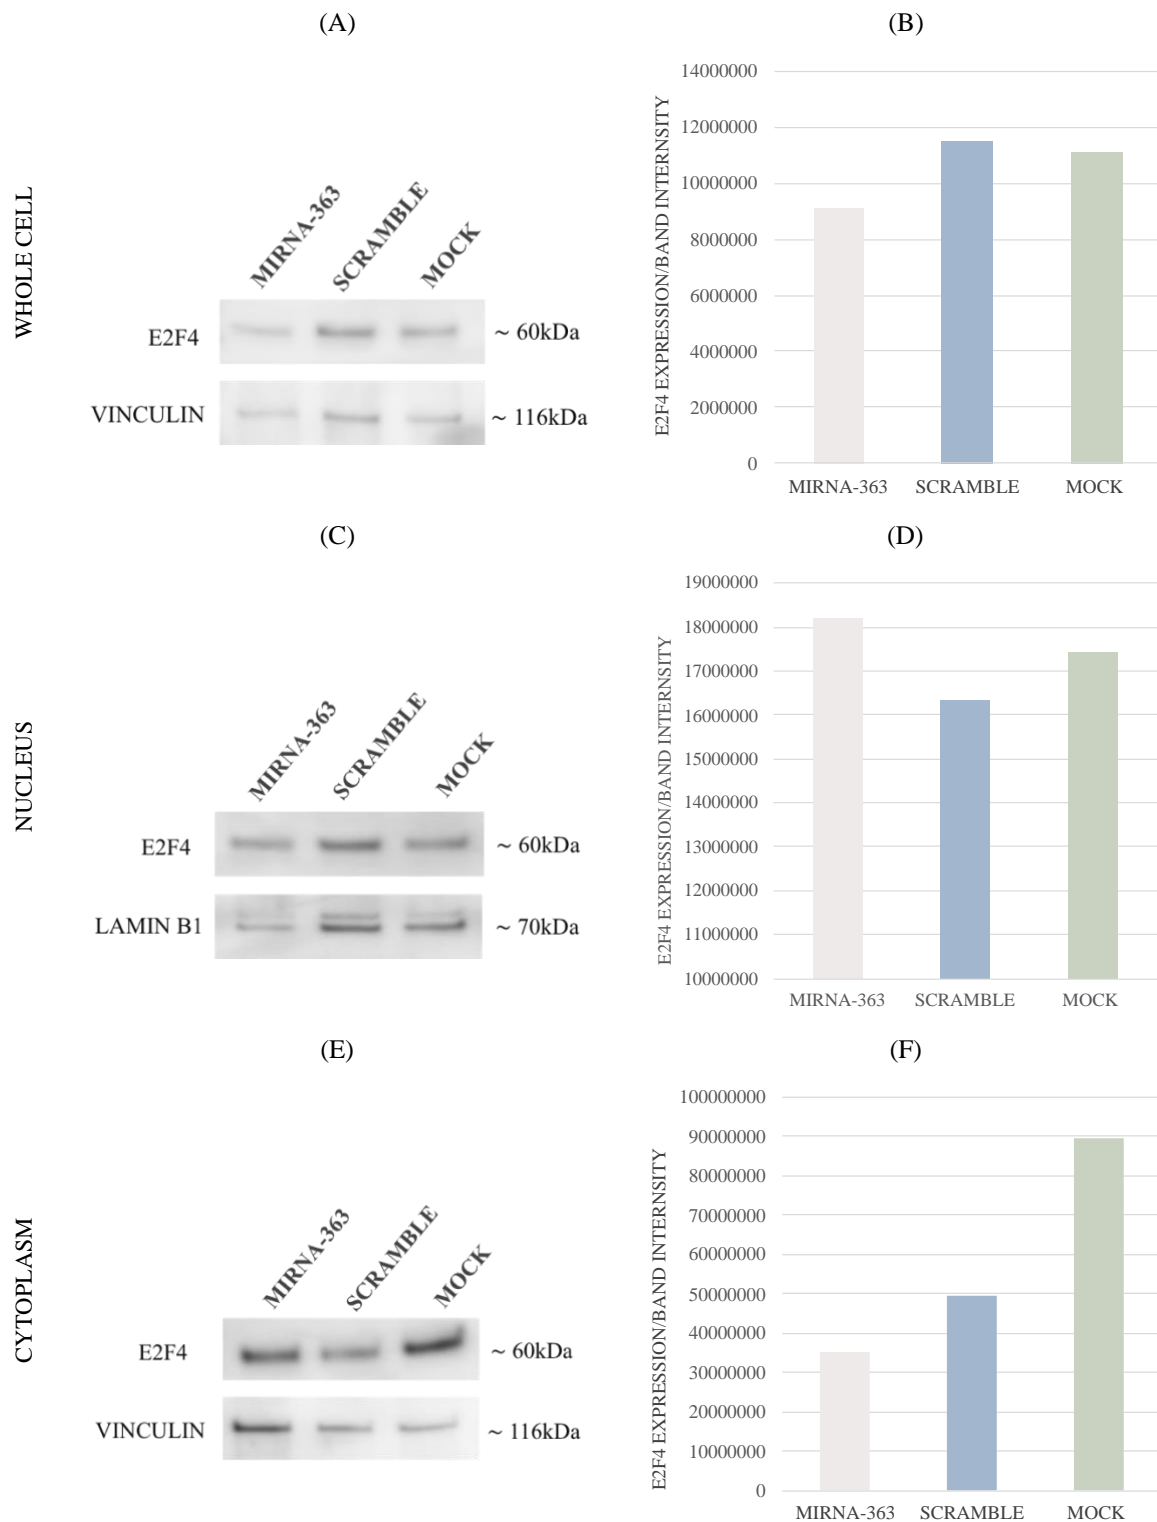 (A)
WHOLE CELL
MIRNA-363
SCRAMBLE
MOCK
E2F4
~ 60kDa
VINCULIN
~ 116kDa
(B)
E2F4 EXPRESSION/BAND INTERNSITY
14000000
12000000
10000000
8000000
6000000
4000000
2000000
0
MIRNA-363 SCRAMBLE MOCK
(C)
NUCLEUS
MIRNA-363
SCRAMBLE
MOCK
E2F4
~ 60kDa
LAMIN B1
~ 70kDa
(D)
E2F4 EXPRESSION/BAND INTERNSITY
19000000
18000000
17000000
16000000
15000000
14000000
13000000
12000000
11000000
10000000
MIRNA-363 SCRAMBLE MOCK
(E)
CYTOPLASM
MIRNA-363
SCRAMBLE
MOCK
E2F4
~ 60kDa
VINCULIN
~ 116kDa
(F)
E2F4 EXPRESSION/BAND INTERNSITY
100000000
90000000
80000000
70000000
60000000
50000000
40000000
30000000
20000000
10000000
0
MIRNA-363 SCRAMBLE MOCK